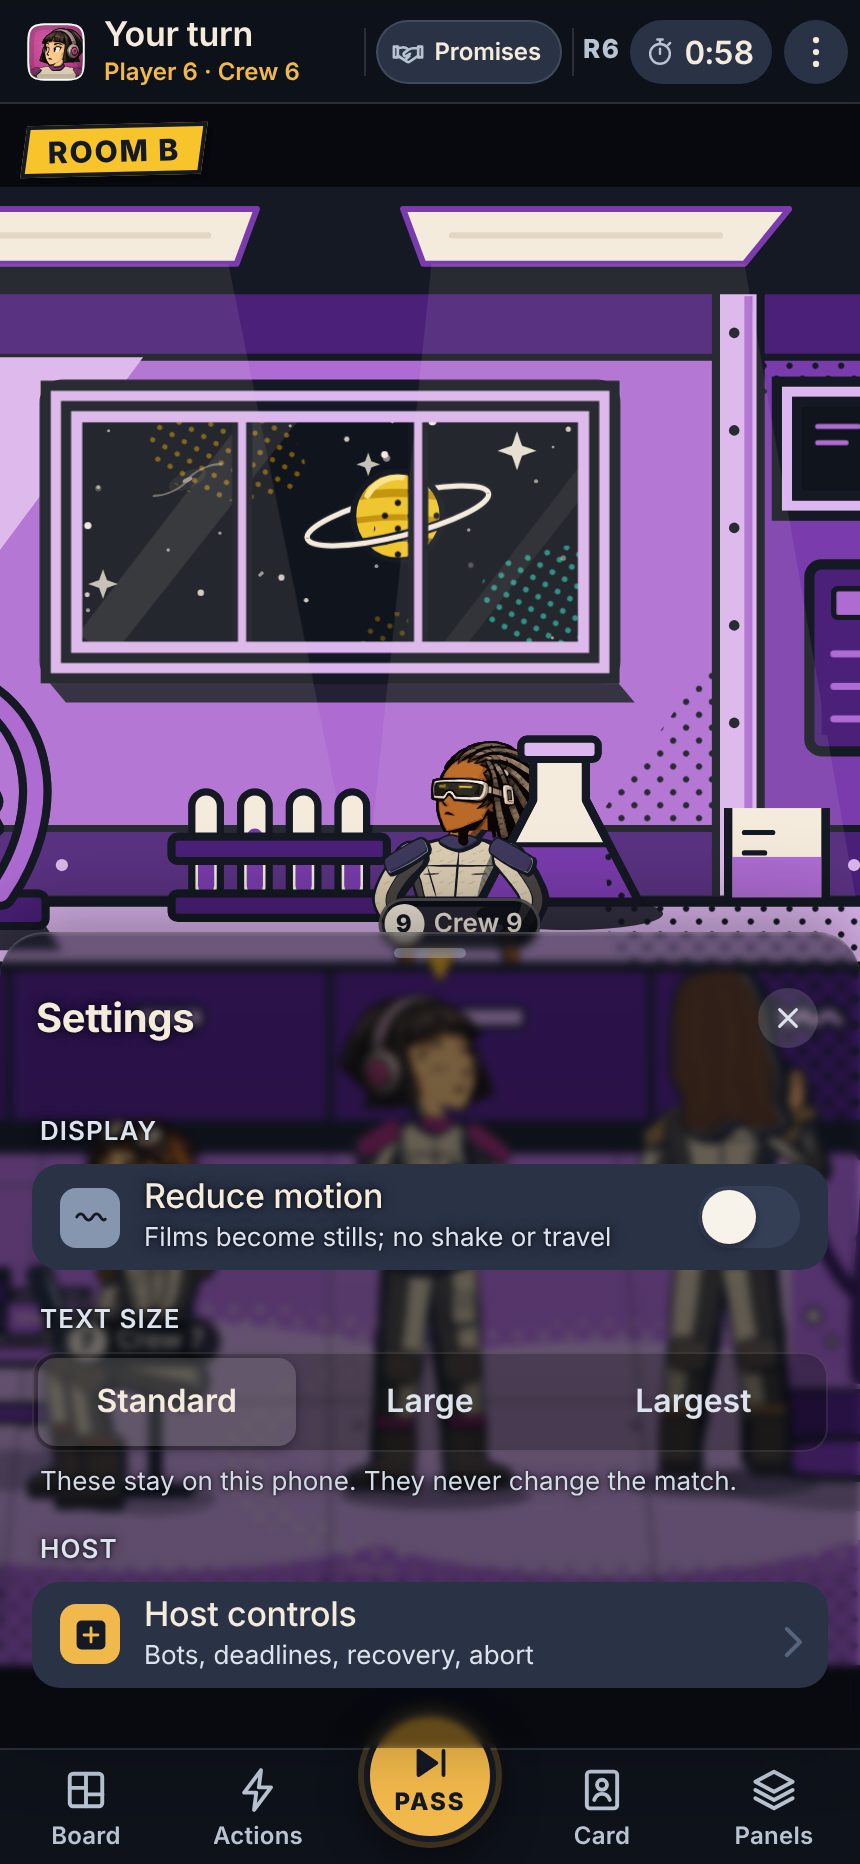 Your turn
Player 6 · Crew 6
Promises
R6
0:58
ROOM B
9 Crew 9
Settings
DISPLAY
Reduce motion
Films become stills; no shake or travel
TEXT SIZE
Standard
Large
Largest
These stay on this phone. They never change the match.
HOST
Host controls
Bots, deadlines, recovery, abort
PASS
Board
Actions
Card
Panels